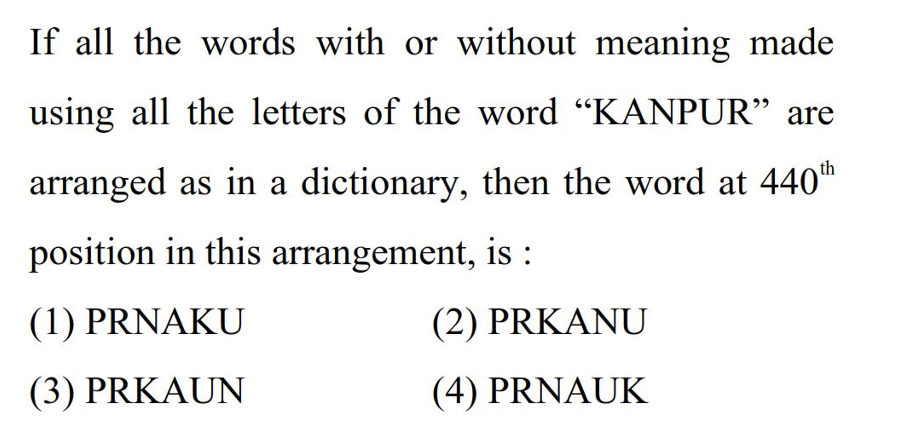 If all the words with or without meaning made
using all the letters of the word “KANPUR” are
arranged as in a dictionary, then the word at 440th
position in this arrangement, is :
(1) PRNAKU (2) PRKANU
(3) PRKAUN (4) PRNAUK